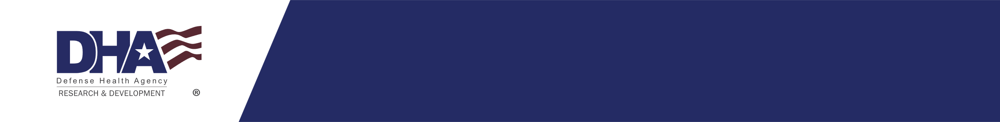 DHA
Defense Health Agency
RESEARCH & DEVELOPMENT ®